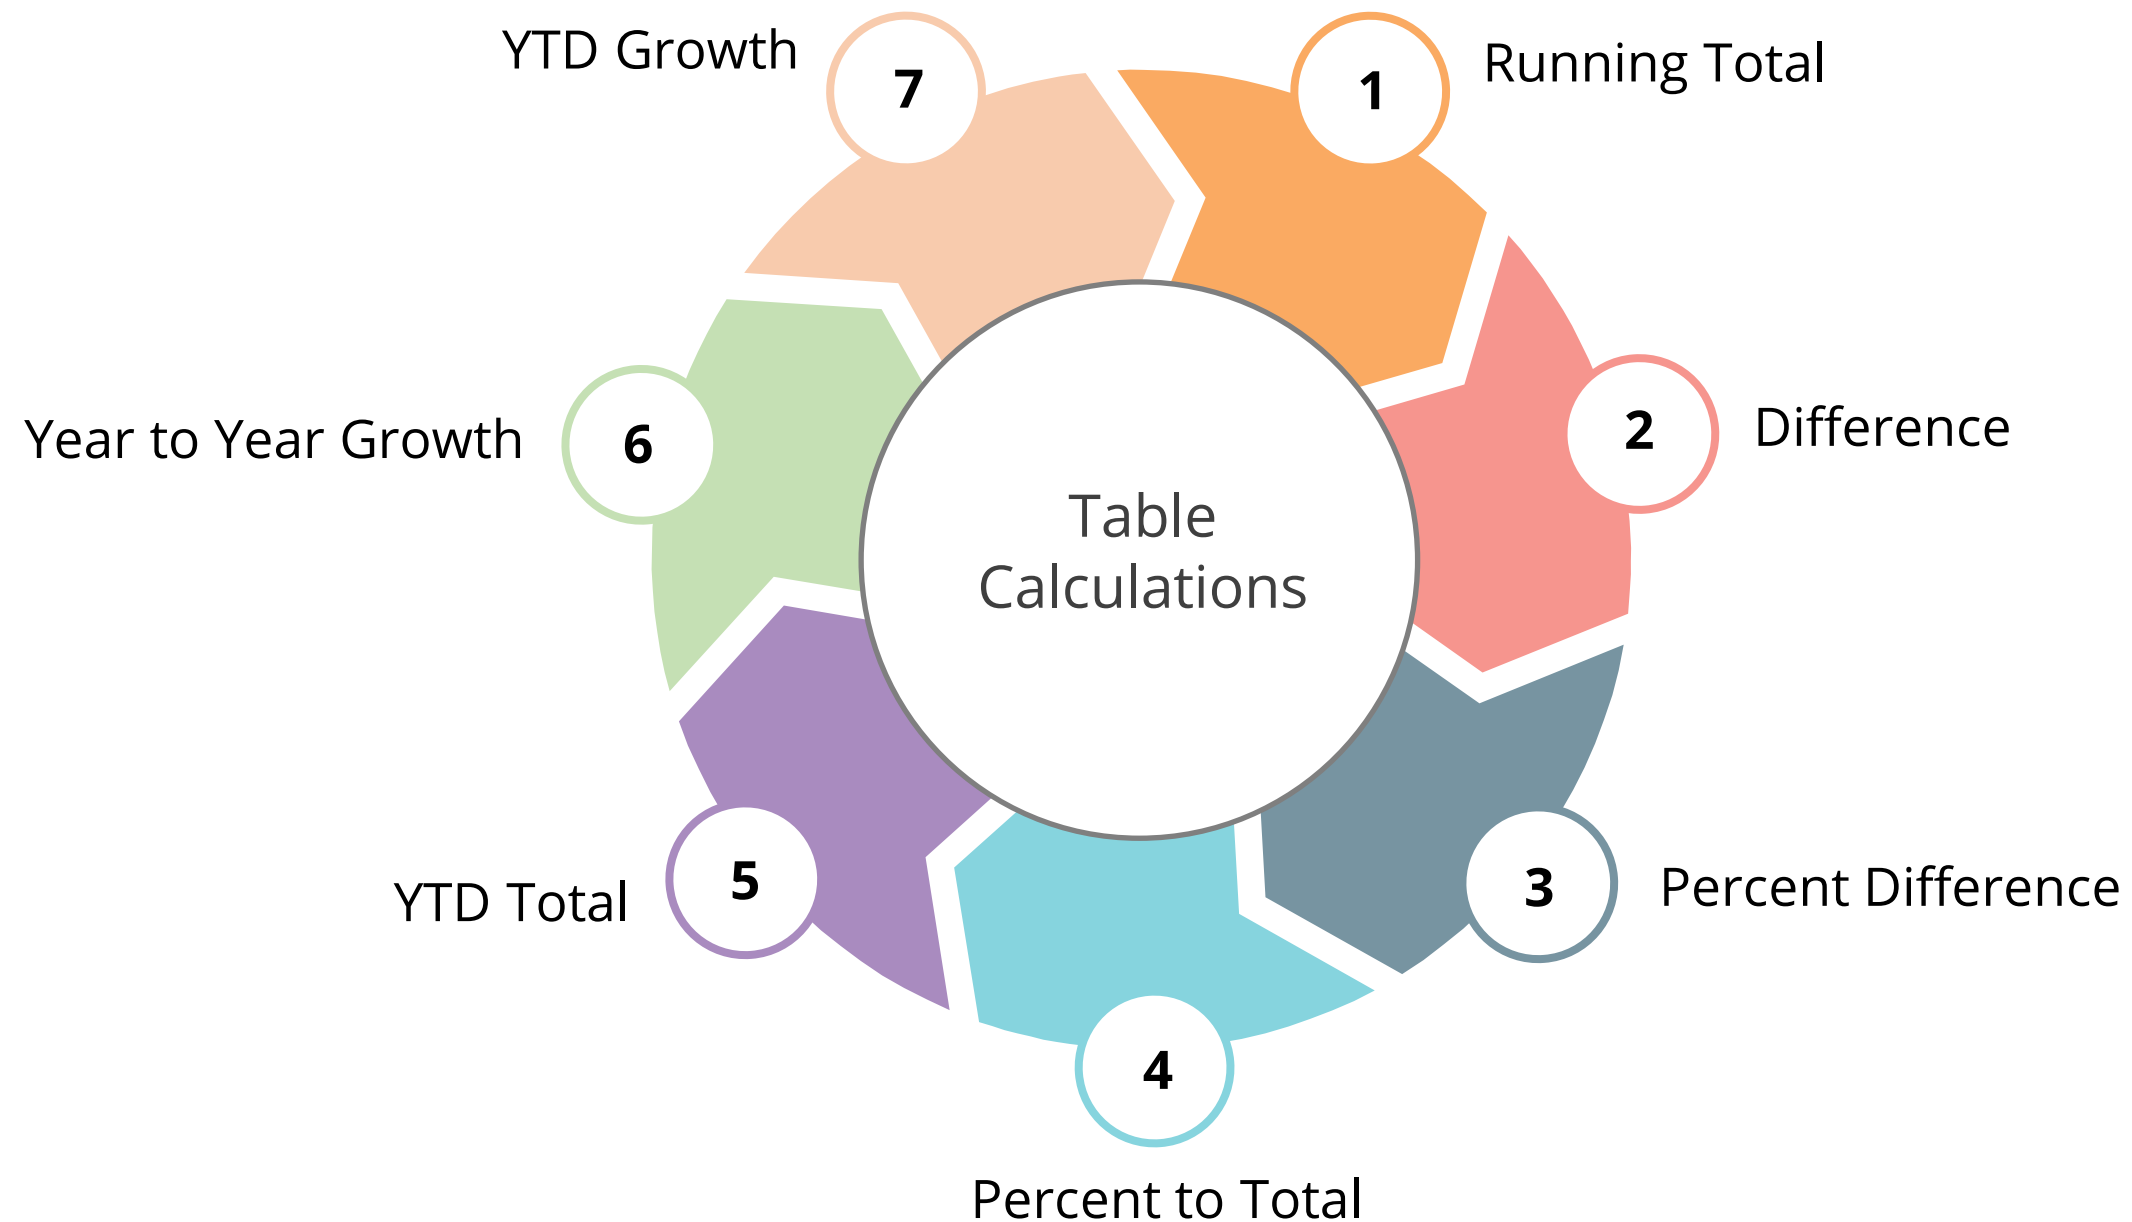 Table
Calculations
1
Running Total
2
Difference
3
Percent Difference
4
Percent to Total
5
YTD Total
6
Year to Year Growth
7
YTD Growth